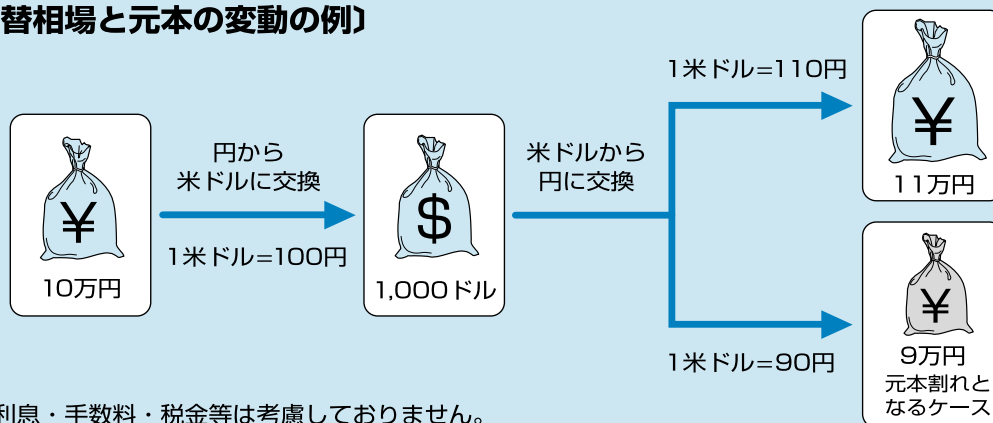 替相場と元本の変動の例〕
¥
10万円
円から
米ドルに交換
1米ドル=100円
$
1,000ドル
米ドルから
円に交換
1米ドル=110円
¥
11万円
1米ドル=90円
¥
9万円
元本割れと
なるケース
利息・手数料・税金等は考慮しておりません。